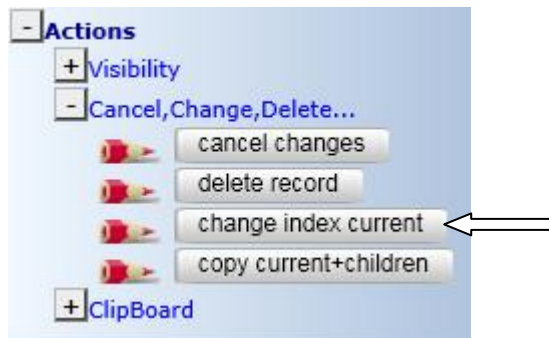 - Actions
+ Visibility
- Cancel,Change,Delete...
cancel changes
delete record
change index current
copy current+children
+ ClipBoard